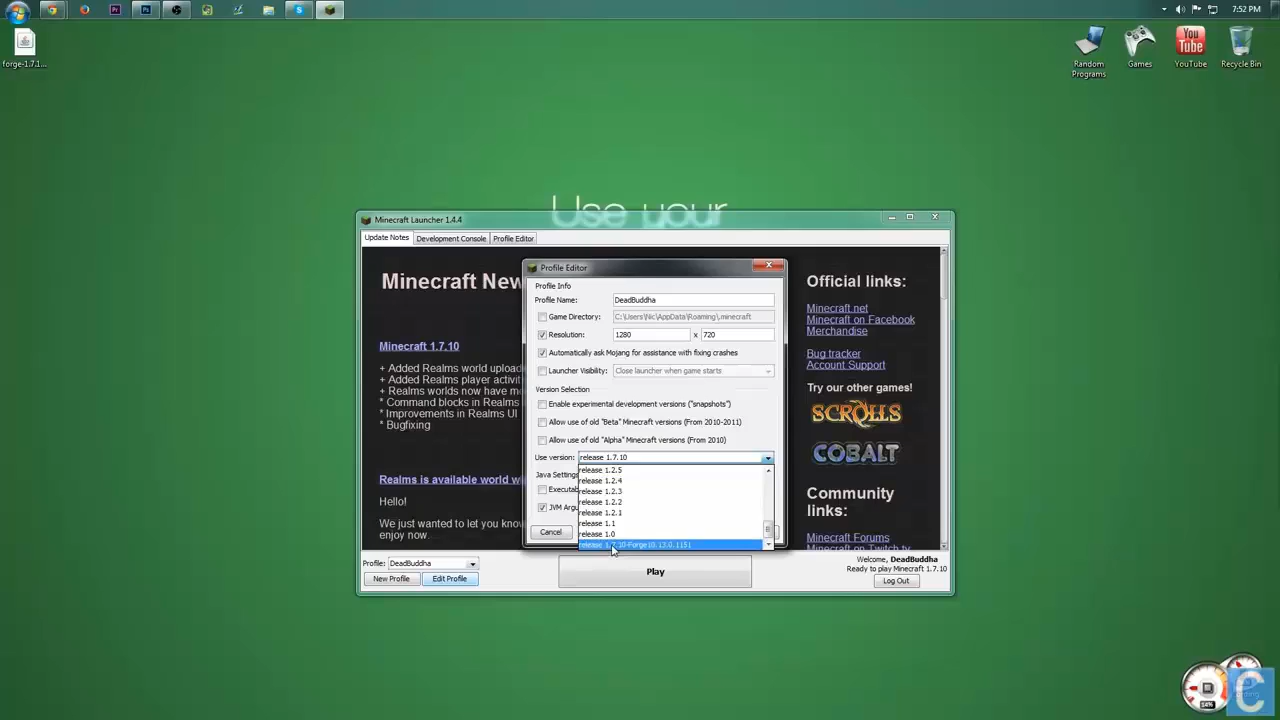 7:52 PM
forge-1.7.1...
Random
Programs
Games
You
Tube
YouTube
Recycle Bin
Use your
Minecraft Launcher 1.4.4
Update Notes
Development Console
Profile Editor
Minecraft New
Minecraft 1.7.10
+ Added Realms world uploade
+ Added Realms player activi
+ Realms worlds now have m
* Command blocks in Realms
* Improvements in Realms UI
* Bugfixing
Realms is available world wi
Hello!
We just wanted to let you know
enjoy now...
Profile Editor
Profile Info
Profile Name:
DeadBuddha
Game Directory:
C:\Users\Nic\AppData\Roaming\.minecraft
Resolution:
1280
x
720
Automatically ask Mojang for assistance with fixing crashes
Launcher Visibility:
Close launcher when game starts
Version Selection
Enable experimental development versions ("snapshots")
Allow use of old "Beta" Minecraft versions (From 2010-2011)
Allow use of old "Alpha" Minecraft versions (From 2010)
Use version:
release 1.7.10
release 1.2.5
release 1.2.4
release 1.2.3
release 1.2.2
release 1.2.1
release 1.1
release 1.0
Java Settings
Executab
JVM Argu
Cancel
Official links:
Minecraft.net
Minecraft on Facebook
Merchandise
Bug tracker
Account Support
Try our other games!
SCROLLS
COBALT
Community
links:
Minecraft Forums
Minecraft on Twitch.tv
Profile:
DeadBuddha
New Profile
Edit Profile
Play
Welcome, DeadBuddha
Ready to play Minecraft 1.7.10
Log Out
14%